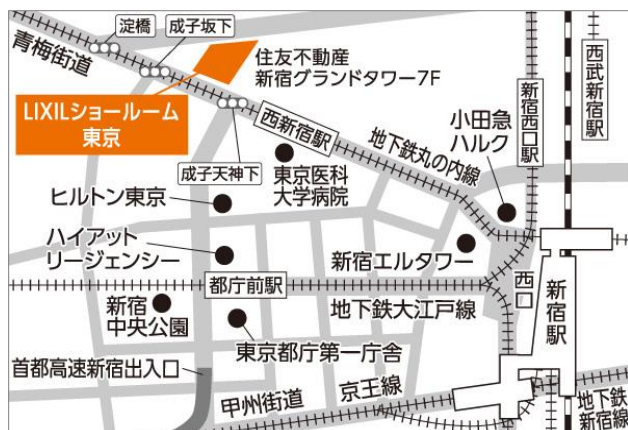 淀橋
成子坂下
青梅街道
住友不動産
新宿グランドタワー7F
LIXILショールーム
東京
西新宿駅
地下鉄丸の内線
小田急
ハルク
新宿西口駅
西武新宿駅
成子天神下
東京医科
大学病院
ヒルトン東京
ハイアット
リージェンシー
新宿エルタワー
都庁前駅
西口
新宿駅
新宿
中央公園
地下鉄大江戸線
東京都庁第一庁舎
首都高速新宿出入口
甲州街道
京王線
地下鉄
新宿線